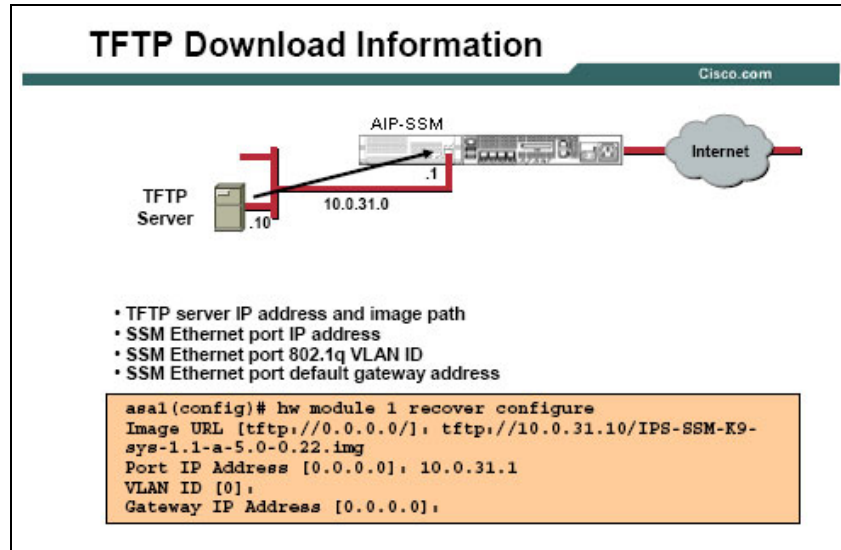 TFTP Download Information
Cisco.com
AIP-SSM
Internet
.1
TFTP
Server
.10
10.0.31.0
• TFTP server IP address and image path
• SSM Ethernet port IP address
• SSM Ethernet port 802.1q VLAN ID
• SSM Ethernet port default gateway address
asa1(config)# hw module 1 recover configure
Image URL [tftp://0.0.0.0/]: tftp://10.0.31.10/IPS-SSM-K9-
sys-1.1-a-5.0-0.22.img
Port IP Address [0.0.0.0]: 10.0.31.1
VLAN ID [0]:
Gateway IP Address [0.0.0.0]: